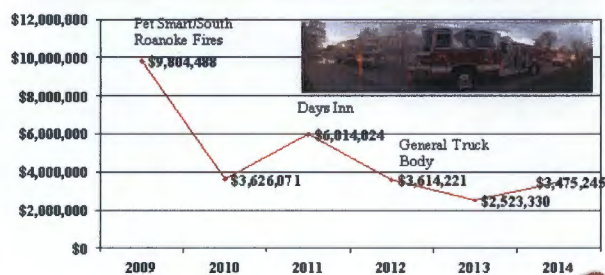 $12,000,000
Pet Smart/South
Roanoke Fires
$10,000,000
$9,804,488
$8,000,000
Days Inn
$6,000,000
$6,014,024
General Truck
Body
$4,000,000
$3,626,071
$3,614,221
$3,475,245
$2,523,330
$2,000,000
$0
2009 2010 2011 2012 2013 2014